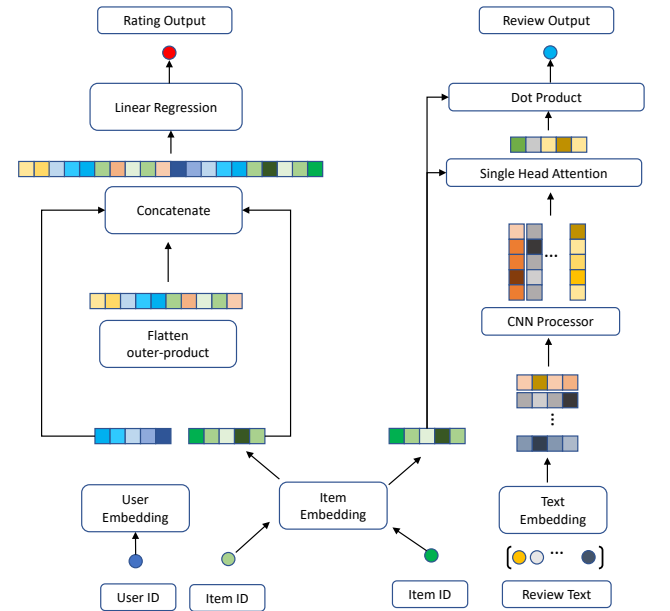 Rating Output
Review Output
Linear Regression
Dot Product
Single Head Attention
Concatenate
...
Flatten
outer-product
CNN Processor
...
User
Embedding
Item
Embedding
Text
Embedding
[ ... ]
User ID
Item ID
Item ID
Review Text